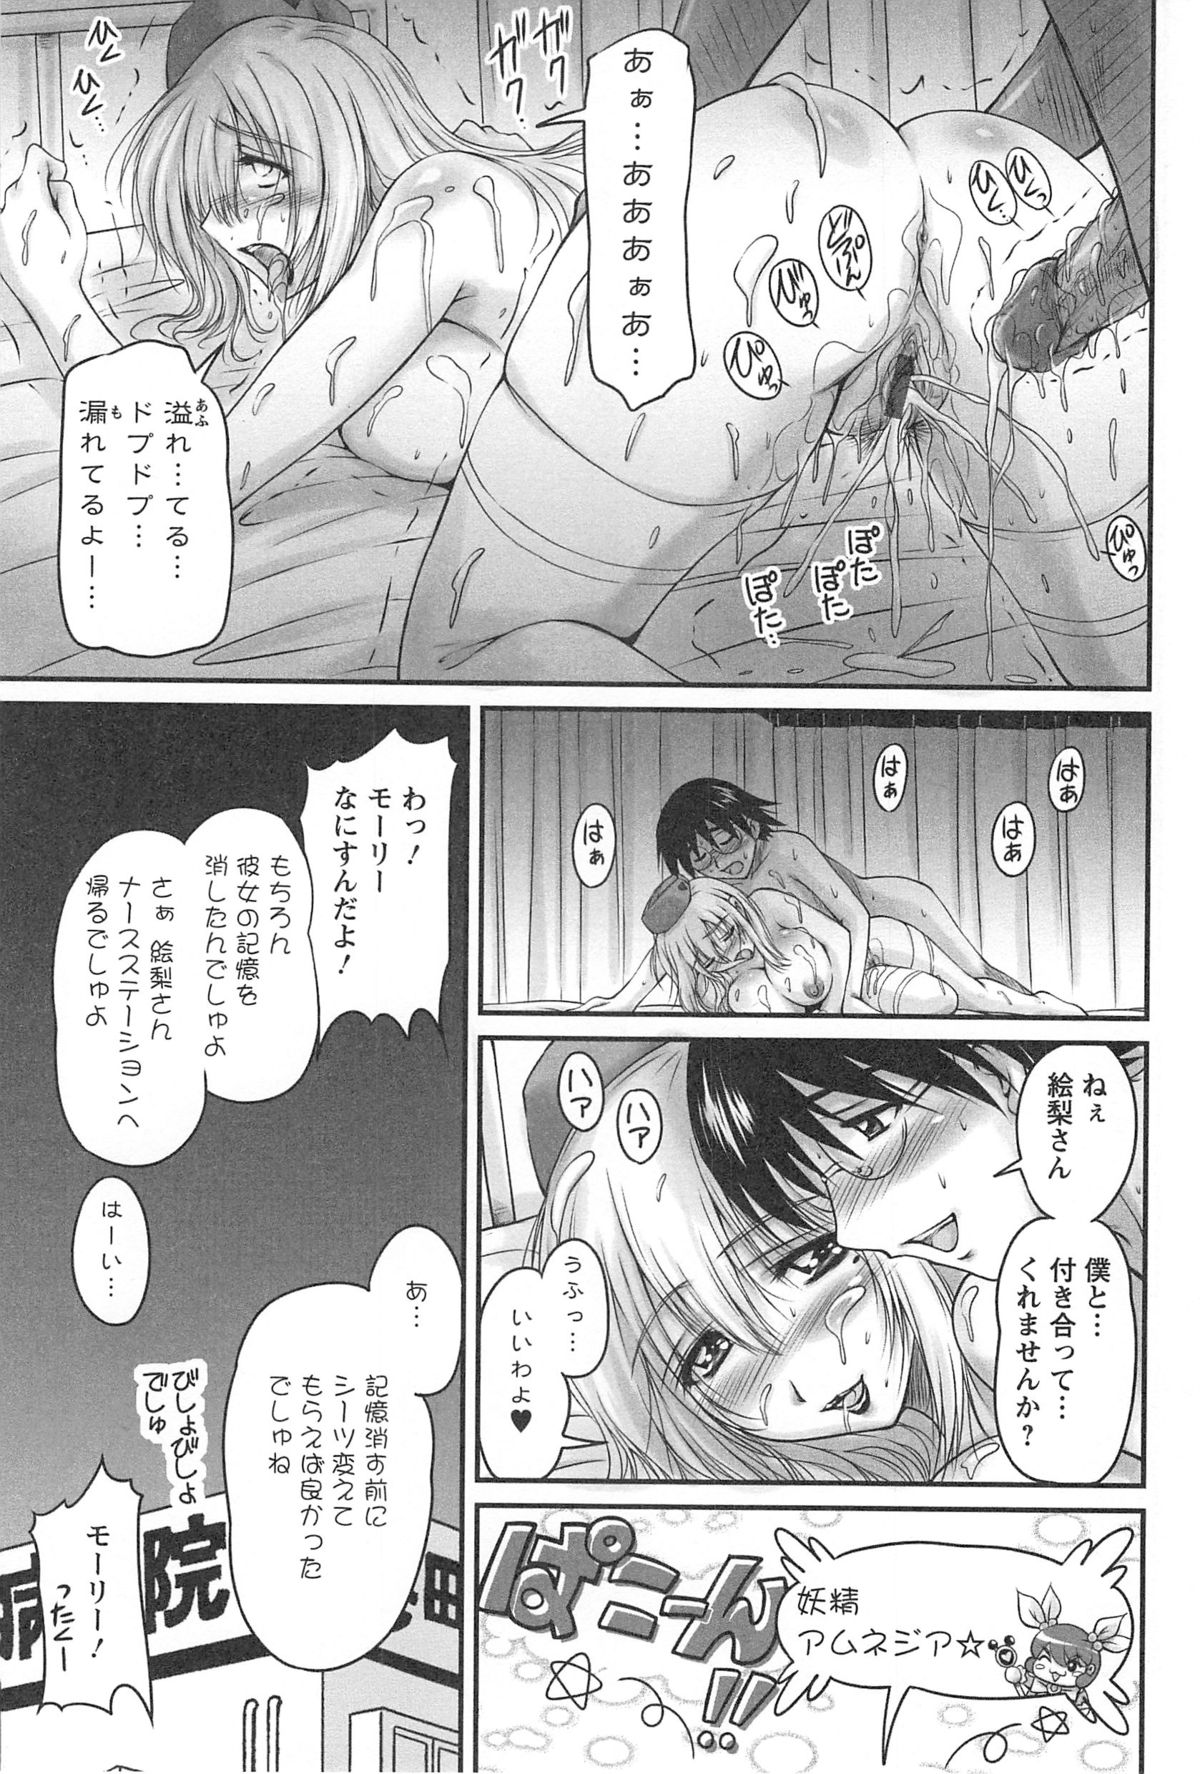 ガク
ガク
あぁ…あああぁあ…
ひく
ひく
ひくっ
ひく…
どぷん
びゅっ
ぴゅっ
ぴゅっ
ぽた
ぽた
ぽた…
溢れ…てる…
ドプドプ…
漏れてるよー…
はぁ
はぁ
はぁ
はぁ
ねぇ
絵梨さん
僕と…
付き合って…
くれませんか？
ハァ
ハァ
うふっ…
いいわよ♥
妖精
アムネジア☆
ぱこーん!!
わっ！
モーリー
なにすんだよ！
もちろん
彼女の記憶を
消したんでしゅよ
さぁ 絵梨さん
ナースステーションへ
帰るでしゅよ
はーい…
あ…
記憶消す前に
シーツ変えて
もらえば良かった
でしゅね
びしょびしょ
でしゅ
モーリー！
ったくー
病院